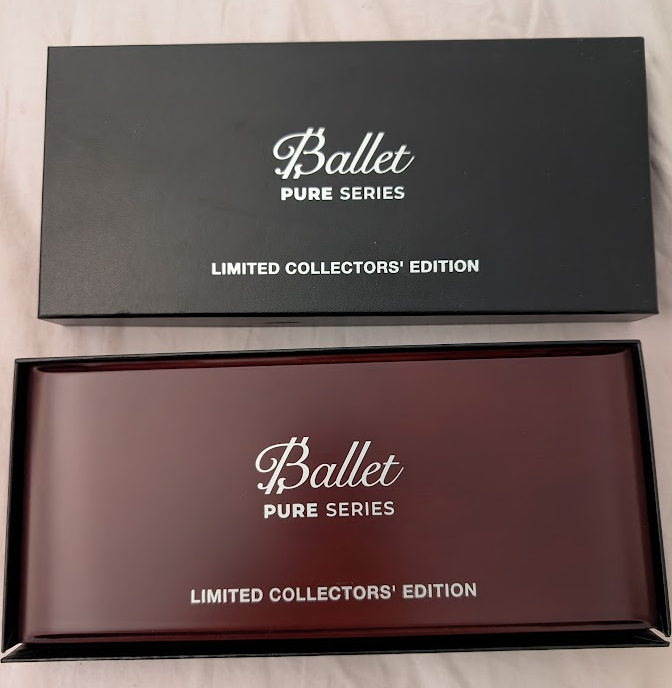 Ballet
PURE SERIES
LIMITED COLLECTORS' EDITION
Ballet
PURE SERIES
LIMITED COLLECTORS' EDITION